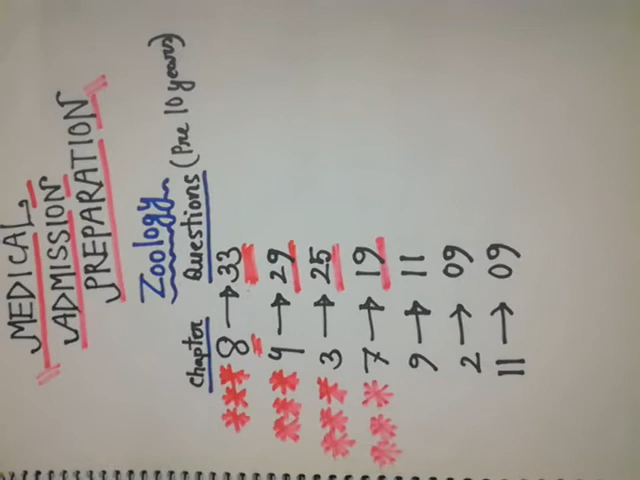 "MEDICAL
ADMISSION
PREPARATION"
Zoology
Chapter Questions (Pre 10 years)
*** 8 → 33
*** 4 → 29
*** 3 → 25
*** 7 → 19
9 → 11
2 → 09
11 → 09